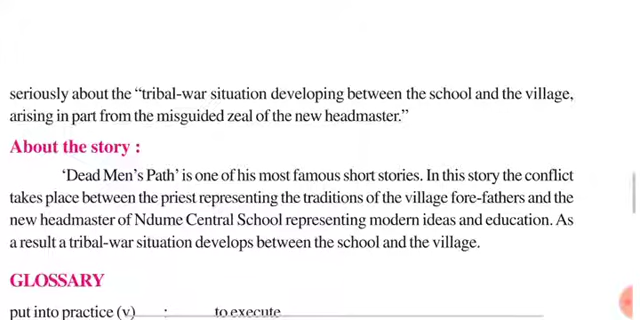 seriously about the “tribal-war situation developing between the school and the village,
arising in part from the misguided zeal of the new headmaster.”
About the story :
‘Dead Men’s Path’ is one of his most famous short stories. In this story the conflict
takes place between the priest representing the traditions of the village fore-fathers and the
new headmaster of Ndume Central School representing modern ideas and education. As
a result a tribal-war situation develops between the school and the village.
GLOSSARY
put into practice (v) : to execute